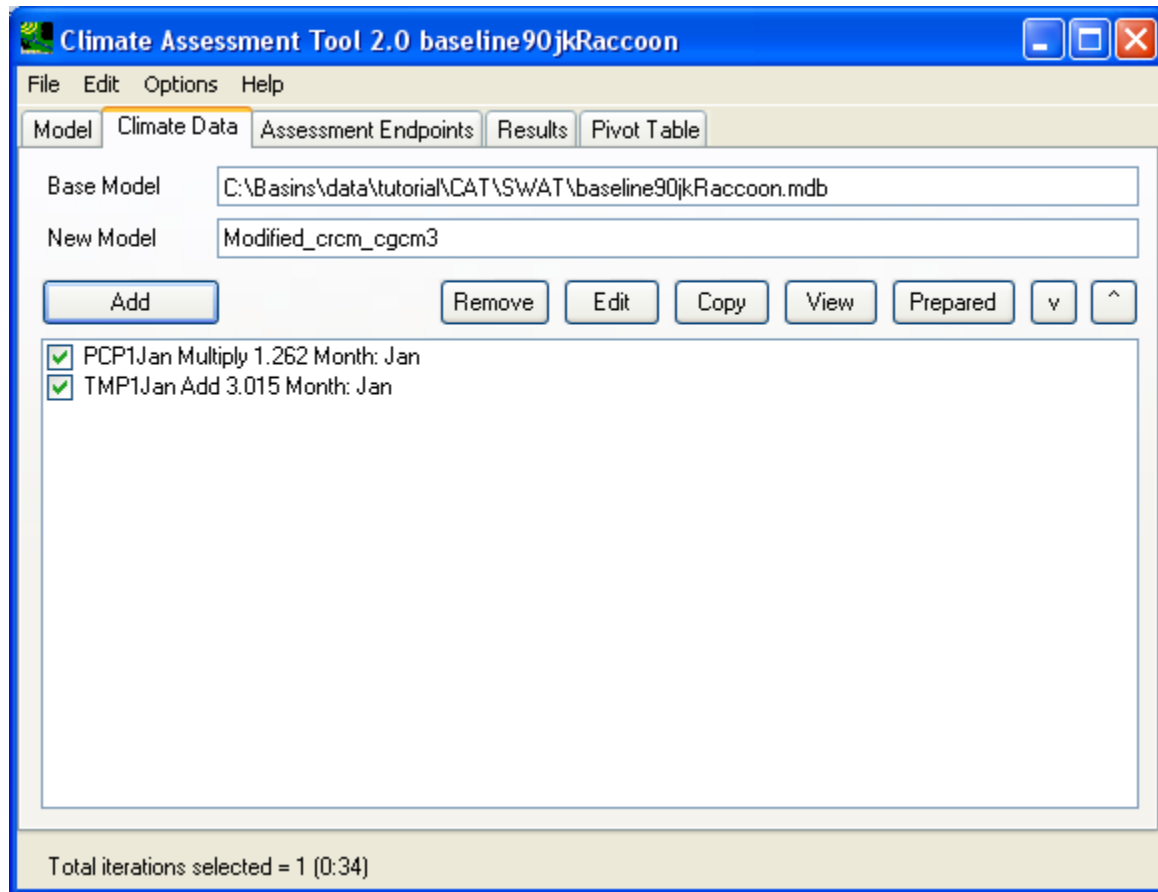 Climate Assessment Tool 2.0 baseline90jkRaccoon
File Edit Options Help
Model Climate Data Assessment Endpoints Results Pivot Table
Base Model C:\Basins\data\tutorial\CAT\SWAT\baseline90jkRaccoon.mdb
New Model Modified_crcm_cgcm3
Add Remove Edit Copy View Prepared v ^
PCP1Jan Multiply 1.262 Month: Jan
TMP1Jan Add 3.015 Month: Jan
Total iterations selected = 1 (0:34)